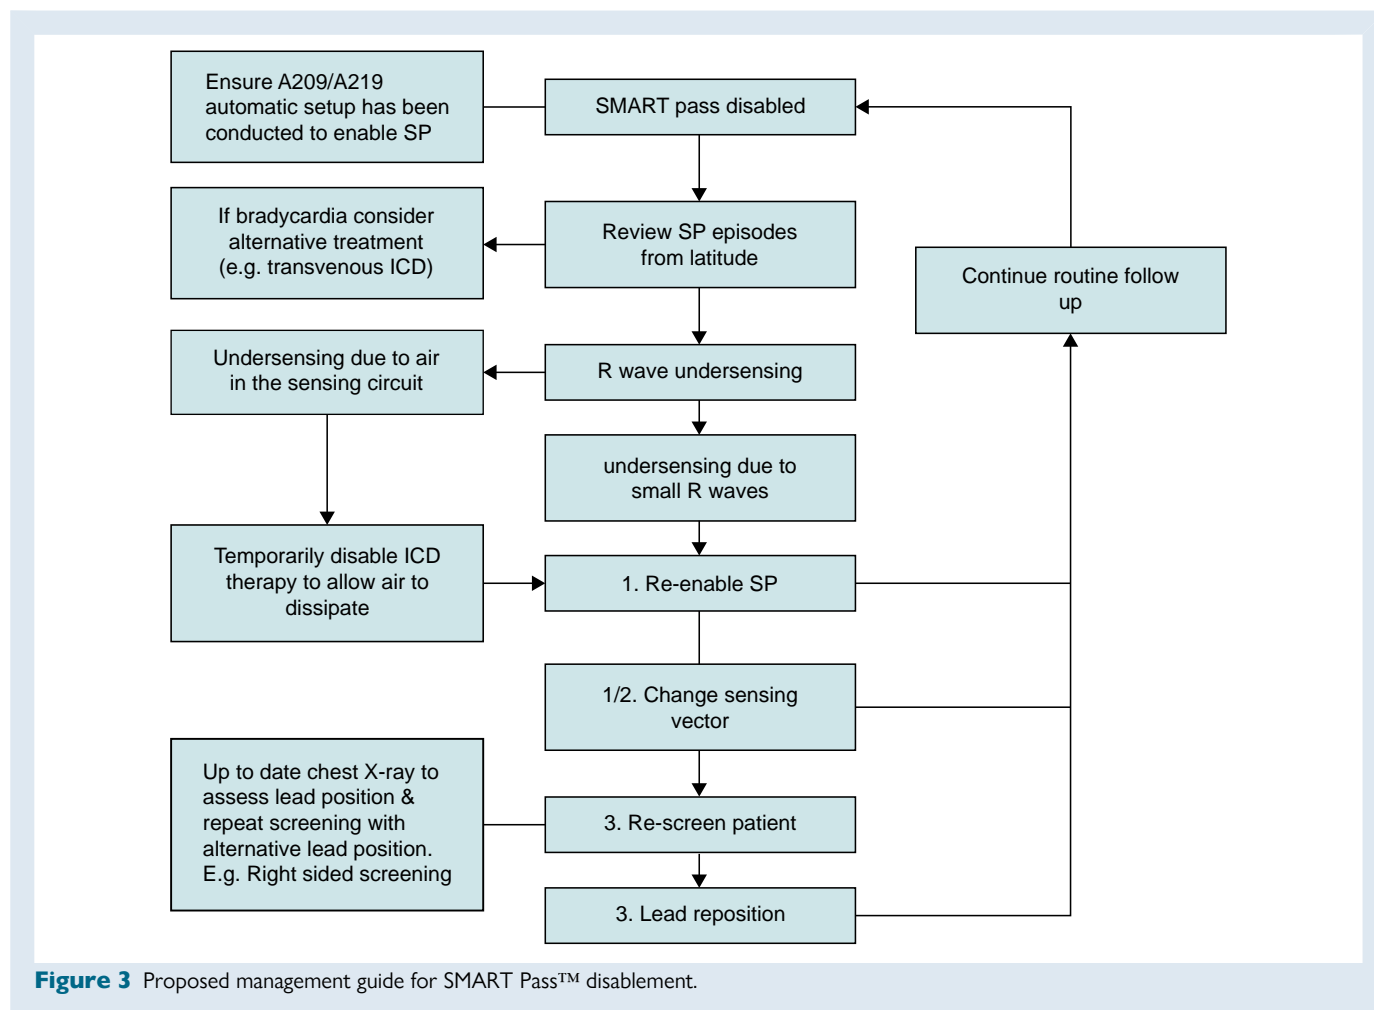 Ensure A209/A219
automatic setup has been
conducted to enable SP
SMART pass disabled
If bradycardia consider
alternative treatment
(e.g. transvenous ICD)
Review SP episodes
from latitude
Continue routine follow
up
Undersensing due to air
in the sensing circuit
R wave undersensing
undersensing due to
small R waves
Temporarily disable ICD
therapy to allow air to
dissipate
1. Re-enable SP
1/2. Change sensing
vector
Up to date chest X-ray to
assess lead position &
repeat screening with
alternative lead position.
E.g. Right sided screening
3. Re-screen patient
3. Lead reposition
Figure 3 Proposed management guide for SMART Pass™ disablement.